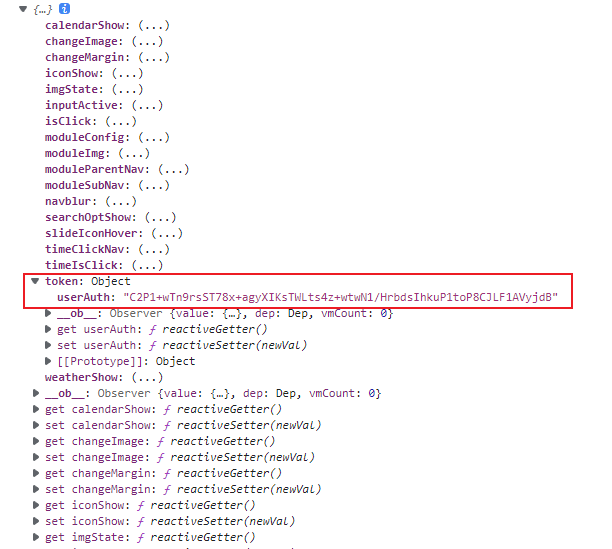 {…} i
calendarShow: (...)
changeImage: (...)
changeMargin: (...)
iconShow: (...)
imgState: (...)
inputActive: (...)
isClick: (...)
moduleConfig: (...)
moduleImg: (...)
moduleParentNav: (...)
moduleSubNav: (...)
navblur: (...)
searchOptShow: (...)
slideIconHover: (...)
timeClickNav: (...)
timeIsClick: (...)
token: Object
userAuth: "C2P1+wTn9rsST78x+agyXIKsTWLts4z+wtwN1/HrbdsIhkuP1toP8CJLF1AVyjdB"
__ob__: Observer {value: {…}, dep: Dep, vmCount: 0}
get userAuth: ƒ reactiveGetter()
set userAuth: ƒ reactiveSetter(newVal)
[[Prototype]]: Object
weatherShow: (...)
__ob__: Observer {value: {…}, dep: Dep, vmCount: 0}
get calendarShow: ƒ reactiveGetter()
set calendarShow: ƒ reactiveSetter(newVal)
get changeImage: ƒ reactiveGetter()
set changeImage: ƒ reactiveSetter(newVal)
get changeMargin: ƒ reactiveGetter()
set changeMargin: ƒ reactiveSetter(newVal)
get iconShow: ƒ reactiveGetter()
set iconShow: ƒ reactiveSetter(newVal)
get imgState: ƒ reactiveGetter()